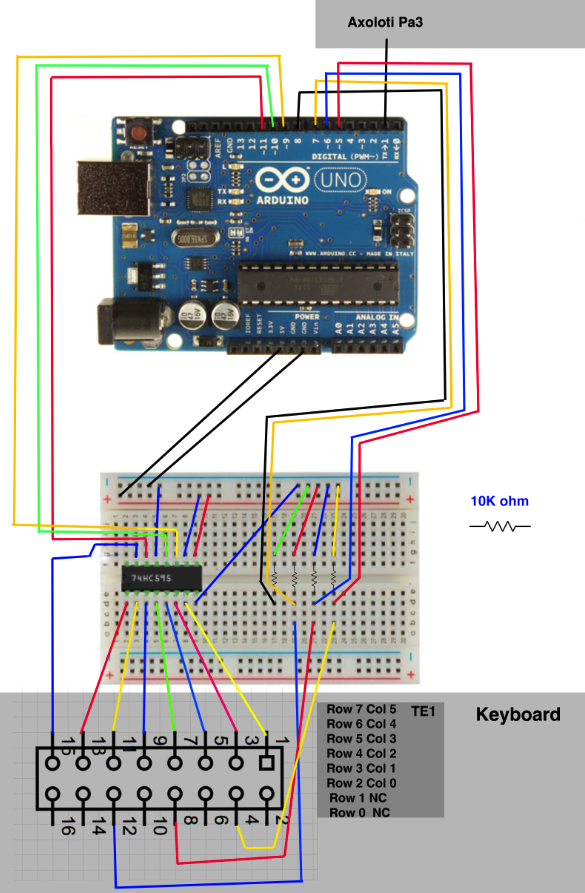 Axoloti Pa3
RESET
AREF
GND
13
12
~11
~10
~9
8
7
~6
~5
4
~3
2
TX→1
RX←0
DIGITAL (PWM~)
L
TX
RX
UNO
ON
ARDUINO
ICSP
WWW.ARDUINO.CC - MADE IN ITALY
POWER
ANALOG IN
IOREF
RESET
3.3V
5V
GND
GND
Vin
A0
A1
A2
A3
A4
A5
10K ohm
74HC595
Row 7 Col 5
TE1
Row 6 Col 4
Row 5 Col 3
Row 4 Col 2
Row 3 Col 1
Row 2 Col 0
Row 1 NC
Row 0 NC
Keyboard
15
13
11
9
7
5
3
1
16
14
12
10
8
6
4
2